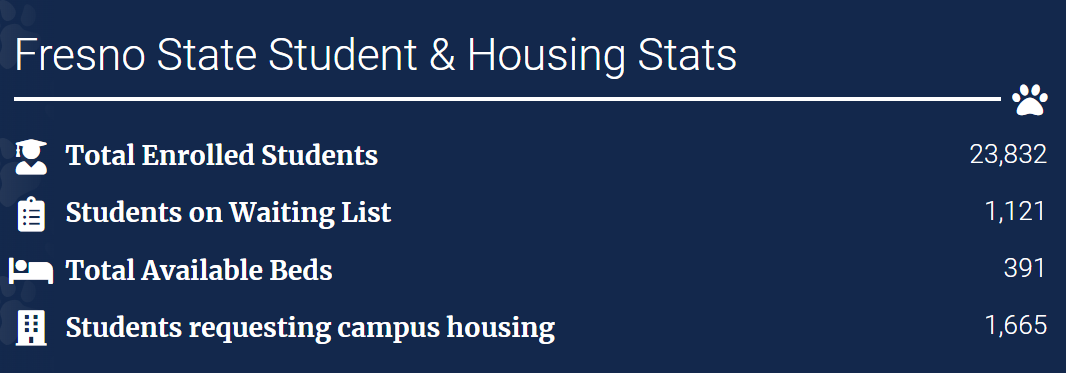 Fresno State Student & Housing Stats
Total Enrolled Students 23,832
Students on Waiting List 1,121
Total Available Beds 391
Students requesting campus housing 1,665